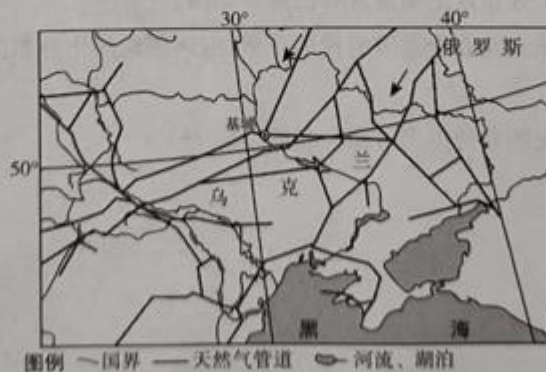 30°
40°
俄罗斯
基辅
50°
乌克兰
黑海
图例 国界 天然气管道 河流、湖泊